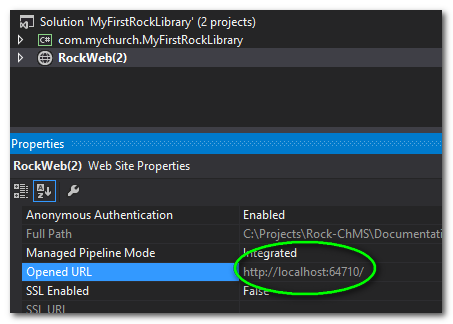 Solution 'MyFirstRockLibrary' (2 projects)
C# com.mychurch.MyFirstRockLibrary
RockWeb(2)
Properties
RockWeb(2) Web Site Properties
Anonymous Authentication Enabled
Full Path C:\Projects\Rock-ChMS\Documentati
Managed Pipeline Mode Integrated
Opened URL http://localhost:64710/
SSL Enabled False
SSL URL